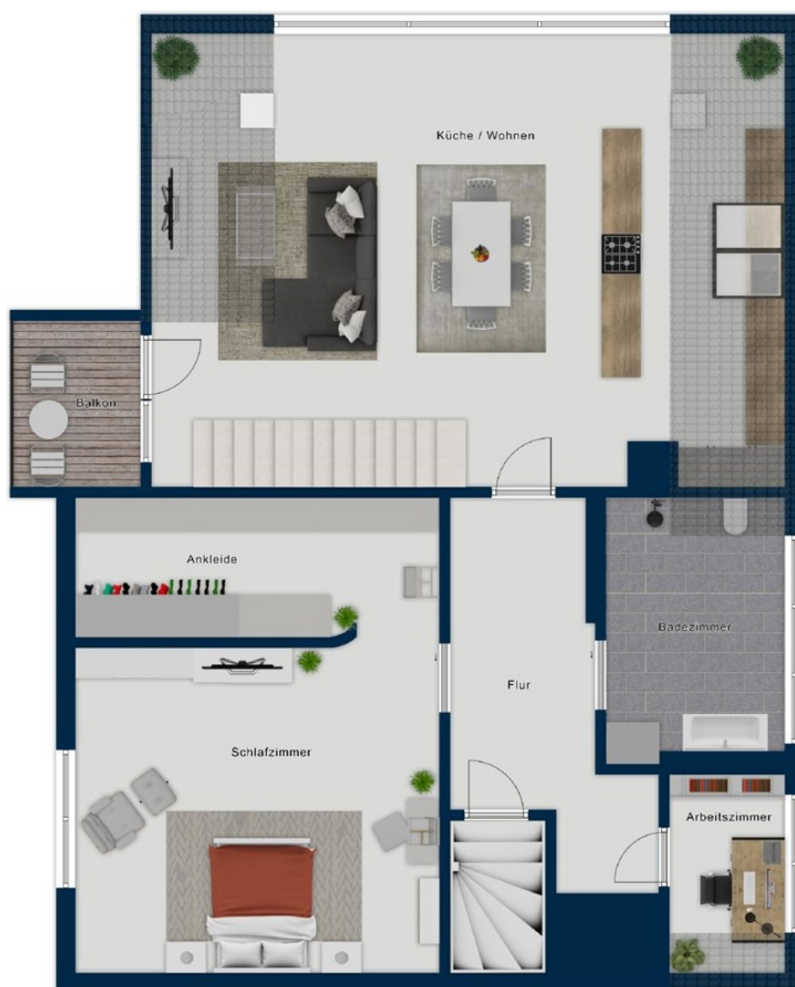 Küche / Wohnen
Balkon
Ankleide
Badezimmer
Flur
Schlafzimmer
Arbeitszimmer